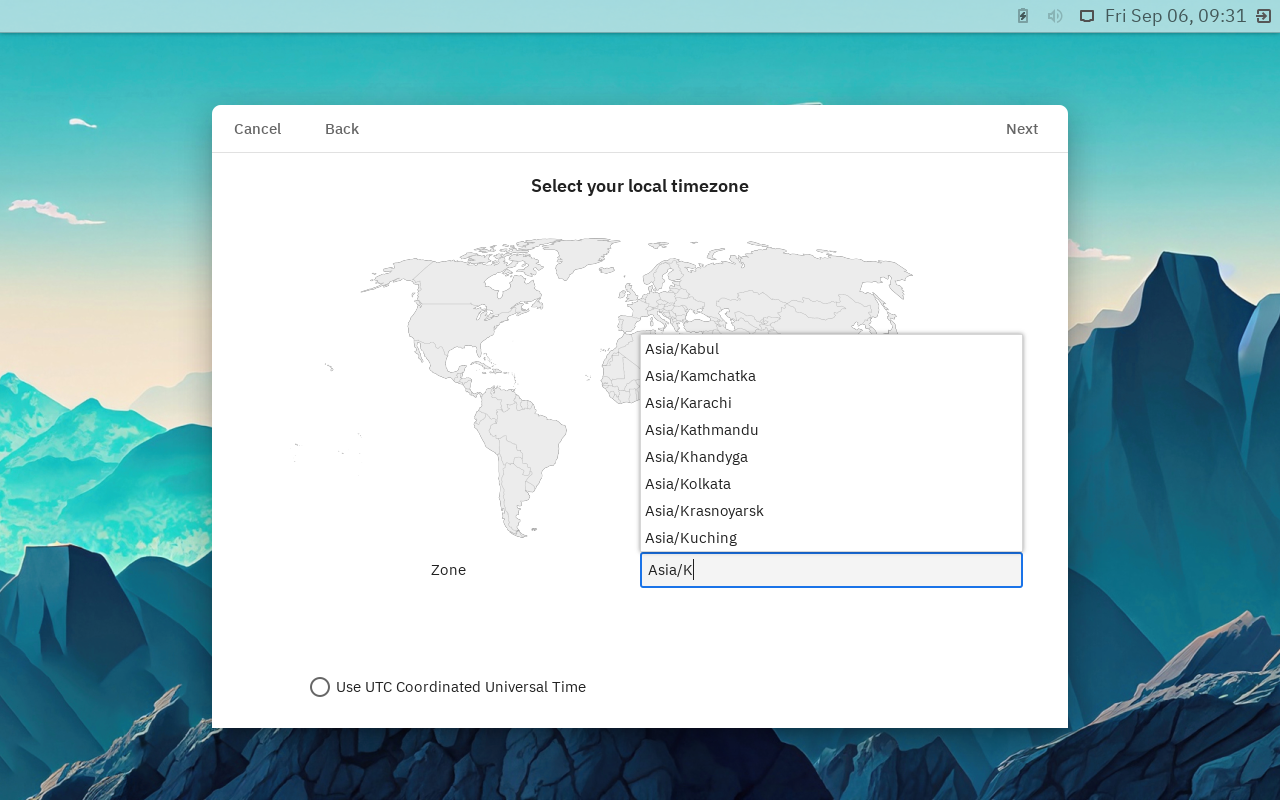 Fri Sep 06, 09:31
Cancel Back Next
Select your local timezone
Asia/Kabul
Asia/Kamchatka
Asia/Karachi
Asia/Kathmandu
Asia/Khandyga
Asia/Kolkata
Asia/Krasnoyarsk
Asia/Kuching
Zone Asia/K
Use UTC Coordinated Universal Time